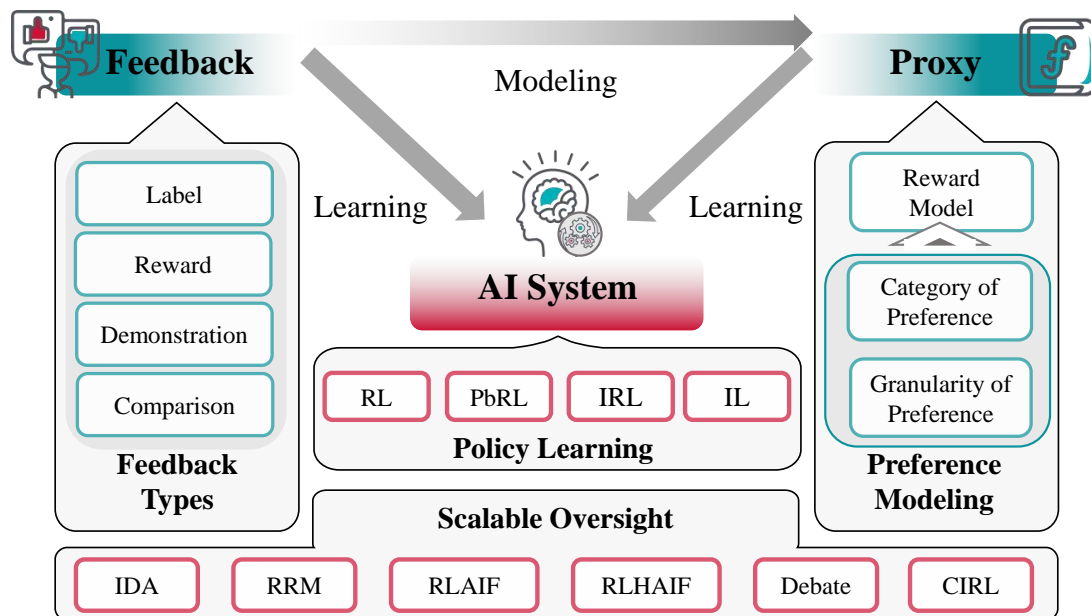 Feedback
Modeling
Proxy
Learning
Learning
AI System
Label
Reward
Demonstration
Comparison
Feedback
Types
RL
PbRL
IRL
IL
Policy Learning
Reward
Model
Category of
Preference
Granularity of
Preference
Preference
Modeling
Scalable Oversight
IDA
RRM
RLAIF
RLHAIF
Debate
CIRL